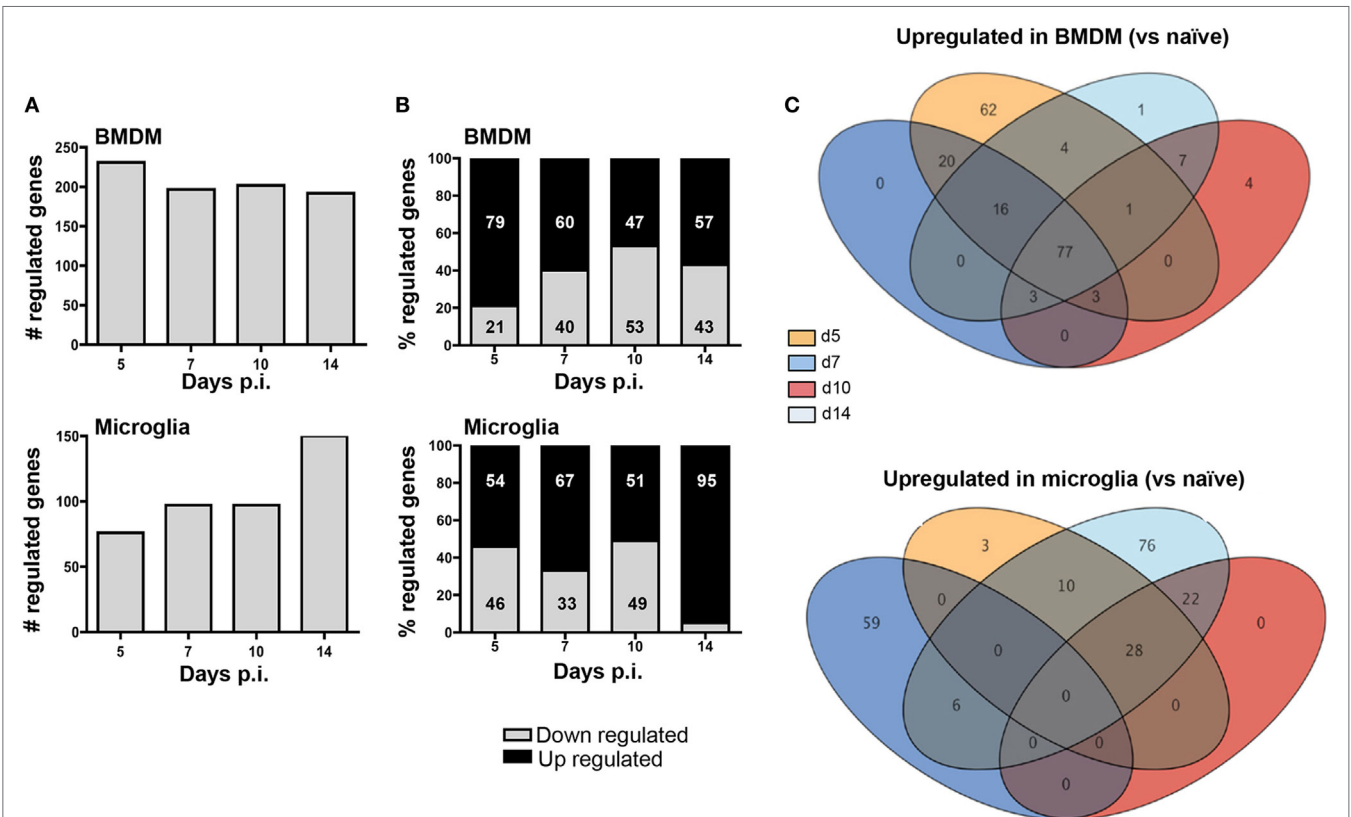 A
BMDM
# regulated genes
250
200
150
100
50
0
5 7 10 14
Days p.i.
Microglia
# regulated genes
150
100
50
0
5 7 10 14
Days p.i.
B
BMDM
% regulated genes
100
80
60
40
20
0
79 60 47 57
21 40 53 43
5 7 10 14
Days p.i.
Microglia
% regulated genes
100
80
60
40
20
0
54 67 51 95
46 33 49
5 7 10 14
Days p.i.
Down regulated
Up regulated
C
Upregulated in BMDM (vs naïve)
62 1
4
20 7
0 4
16 1
77
0 0
3 3
0
d5
d7
d10
d14
Upregulated in microglia (vs naïve)
3 76
10
0 22
59 0
0 28
0
6 0
0 0
0